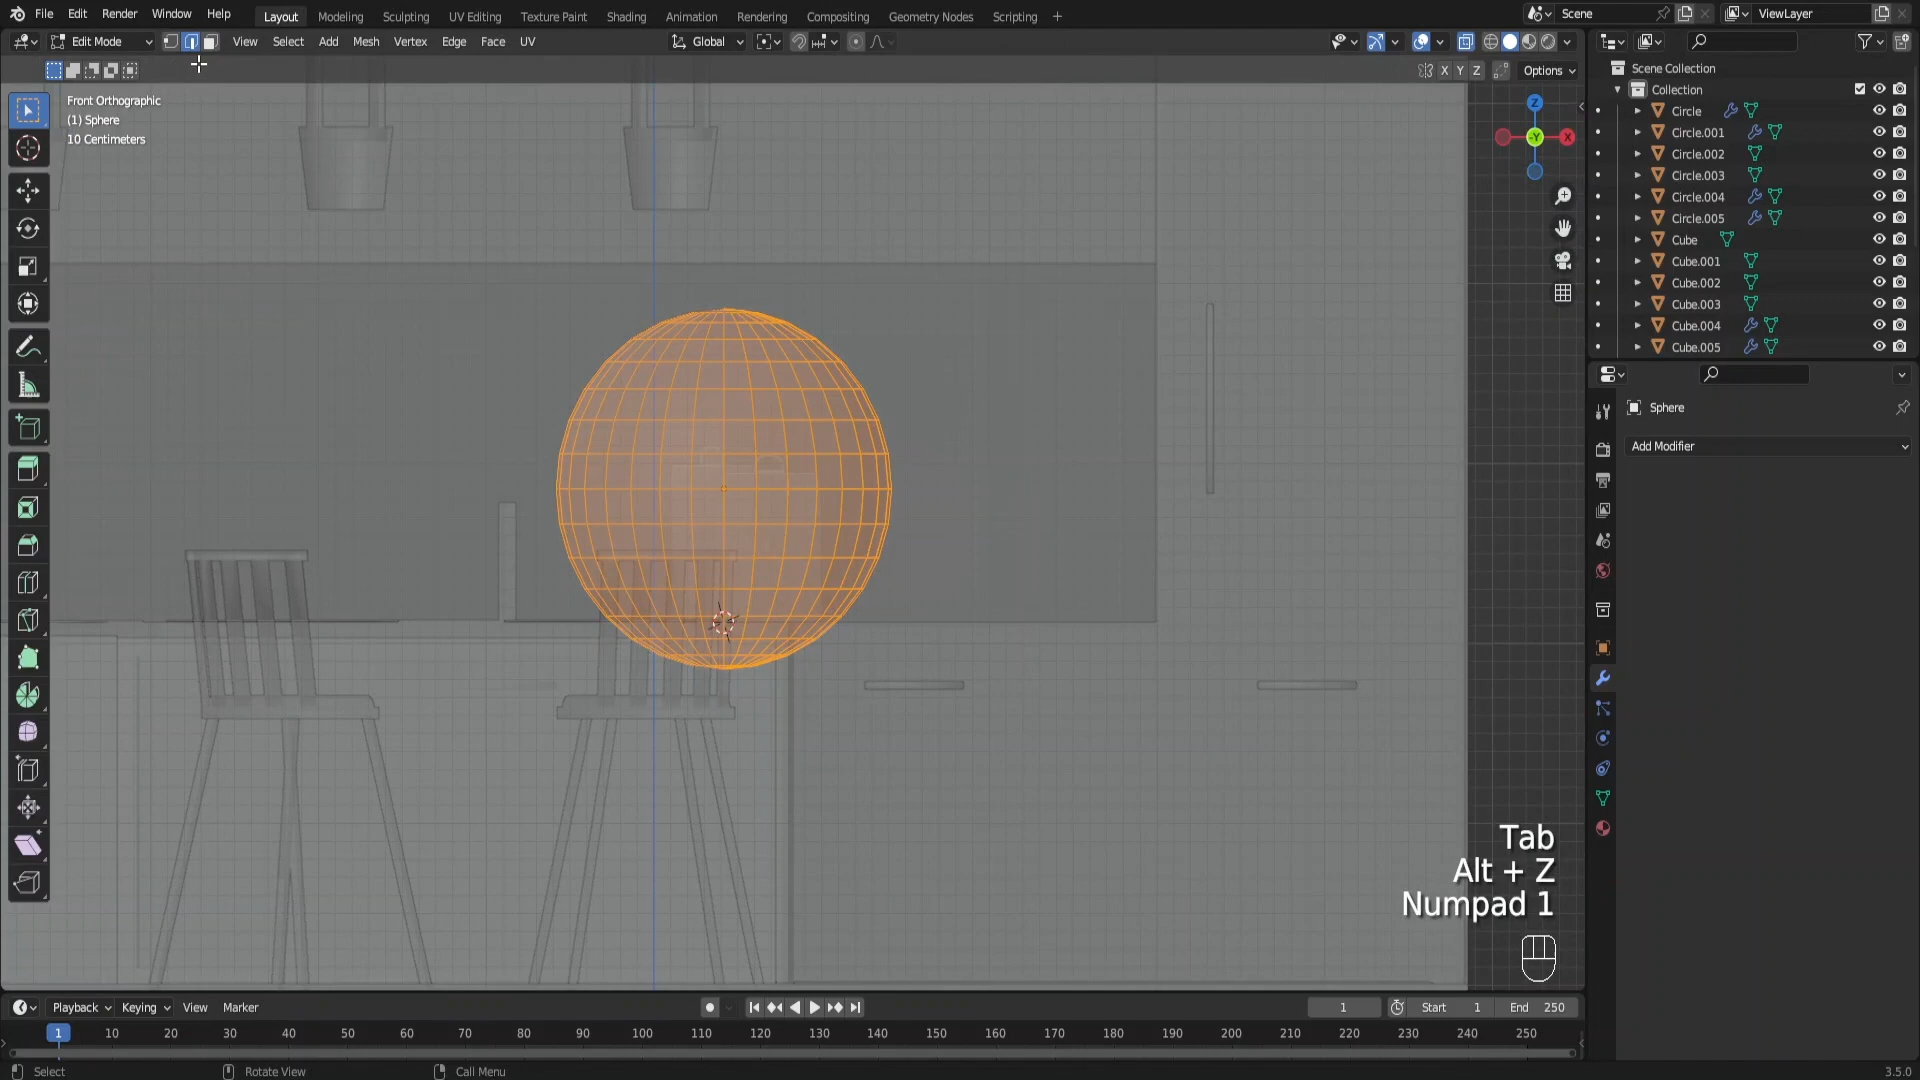 File Edit Render Window Help Layout Modeling Sculpting UV Editing Texture Paint Shading Animation Rendering Compositing Geometry Nodes Scripting + Scene ViewLayer
Edit Mode View Select Add Mesh Vertex Edge Face UV Global
X Y Z Options
Scene Collection
Collection
Circle
Circle.001
Circle.002
Circle.003
Circle.004
Circle.005
Cube
Cube.001
Cube.002
Cube.003
Cube.004
Cube.005
Front Orthographic
(1) Sphere
10 Centimeters
Z
-Y
X
Sphere
Add Modifier
Tab
Alt + Z
Numpad 1
Playback Keying View Marker 1 Start 1 End 250
1 10 20 30 40 50 60 70 80 90 100 110 120 130 140 150 160 170 180 190 200 210 220 230 240 250
Select Rotate View Call Menu 3.5.0